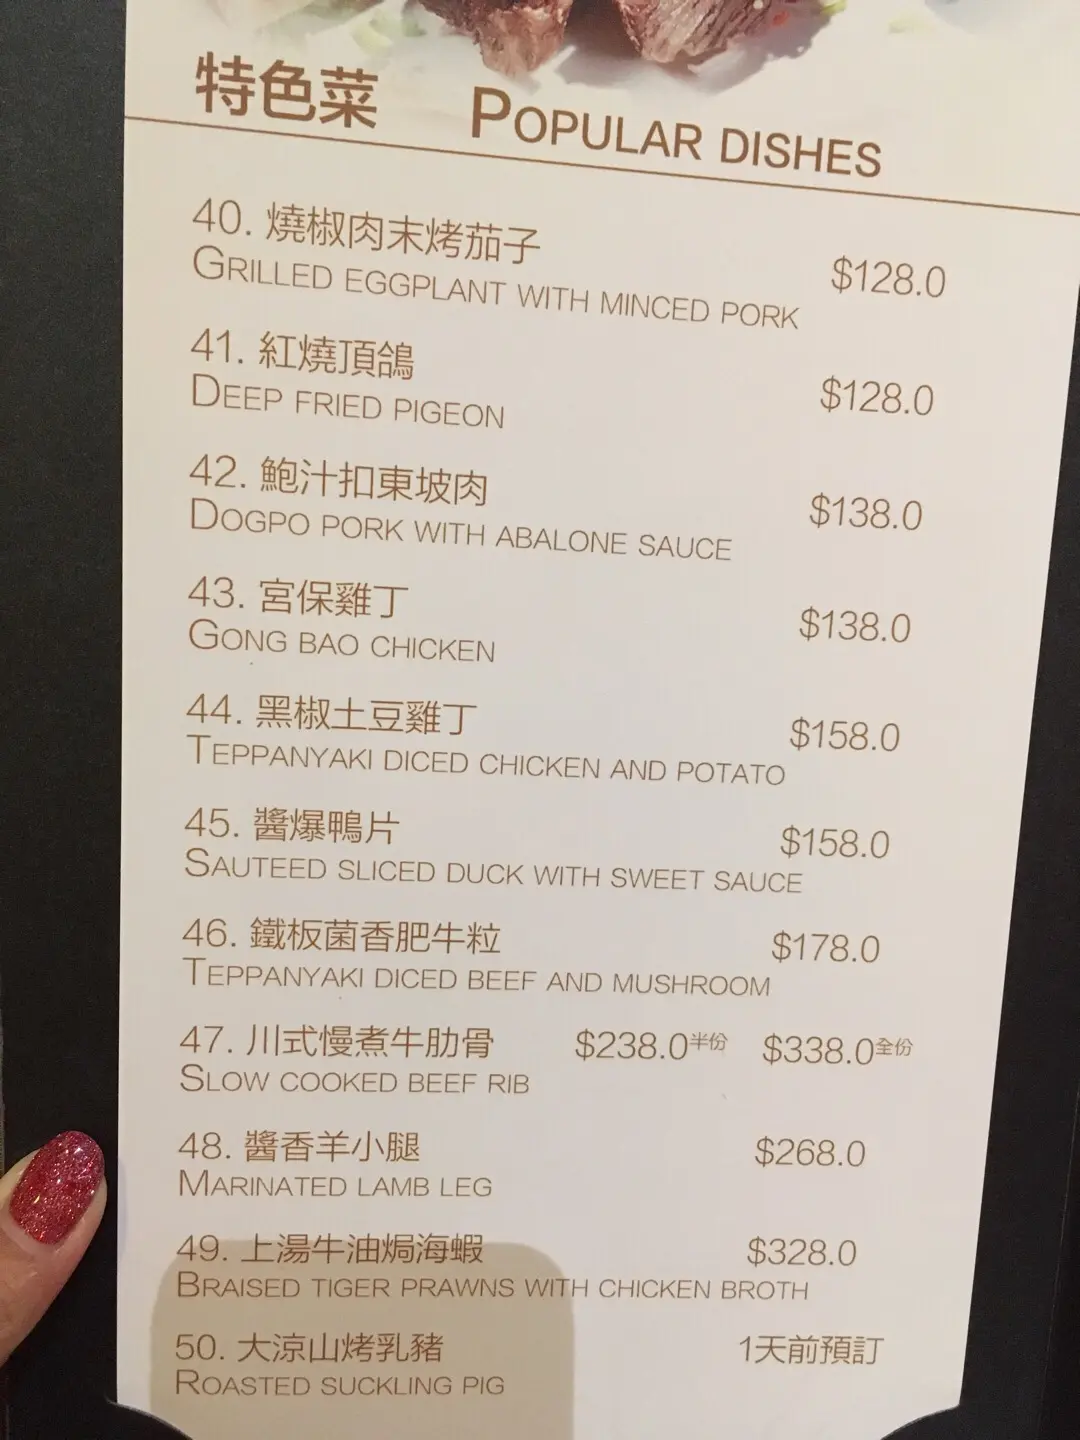 特色菜 POPULAR DISHES
40. 燒椒肉末烤茄子 $128.0
GRILLED EGGPLANT WITH MINCED PORK
41. 紅燒頂鴿 $128.0
DEEP FRIED PIGEON
42. 鮑汁扣東坡肉 $138.0
DOGPO PORK WITH ABALONE SAUCE
43. 宮保雞丁 $138.0
GONG BAO CHICKEN
44. 黑椒土豆雞丁 $158.0
TEPPANYAKI DICED CHICKEN AND POTATO
45. 醬爆鴨片 $158.0
SAUTEED SLICED DUCK WITH SWEET SAUCE
46. 鐵板菌香肥牛粒 $178.0
TEPPANYAKI DICED BEEF AND MUSHROOM
47. 川式慢煮牛肋骨 $238.0半份 $338.0全份
SLOW COOKED BEEF RIB
48. 醬香羊小腿 $268.0
MARINATED LAMB LEG
49. 上湯牛油焗海蝦 $328.0
BRAISED TIGER PRAWNS WITH CHICKEN BROTH
50. 大涼山烤乳豬 1天前預訂
ROASTED SUCKLING PIG